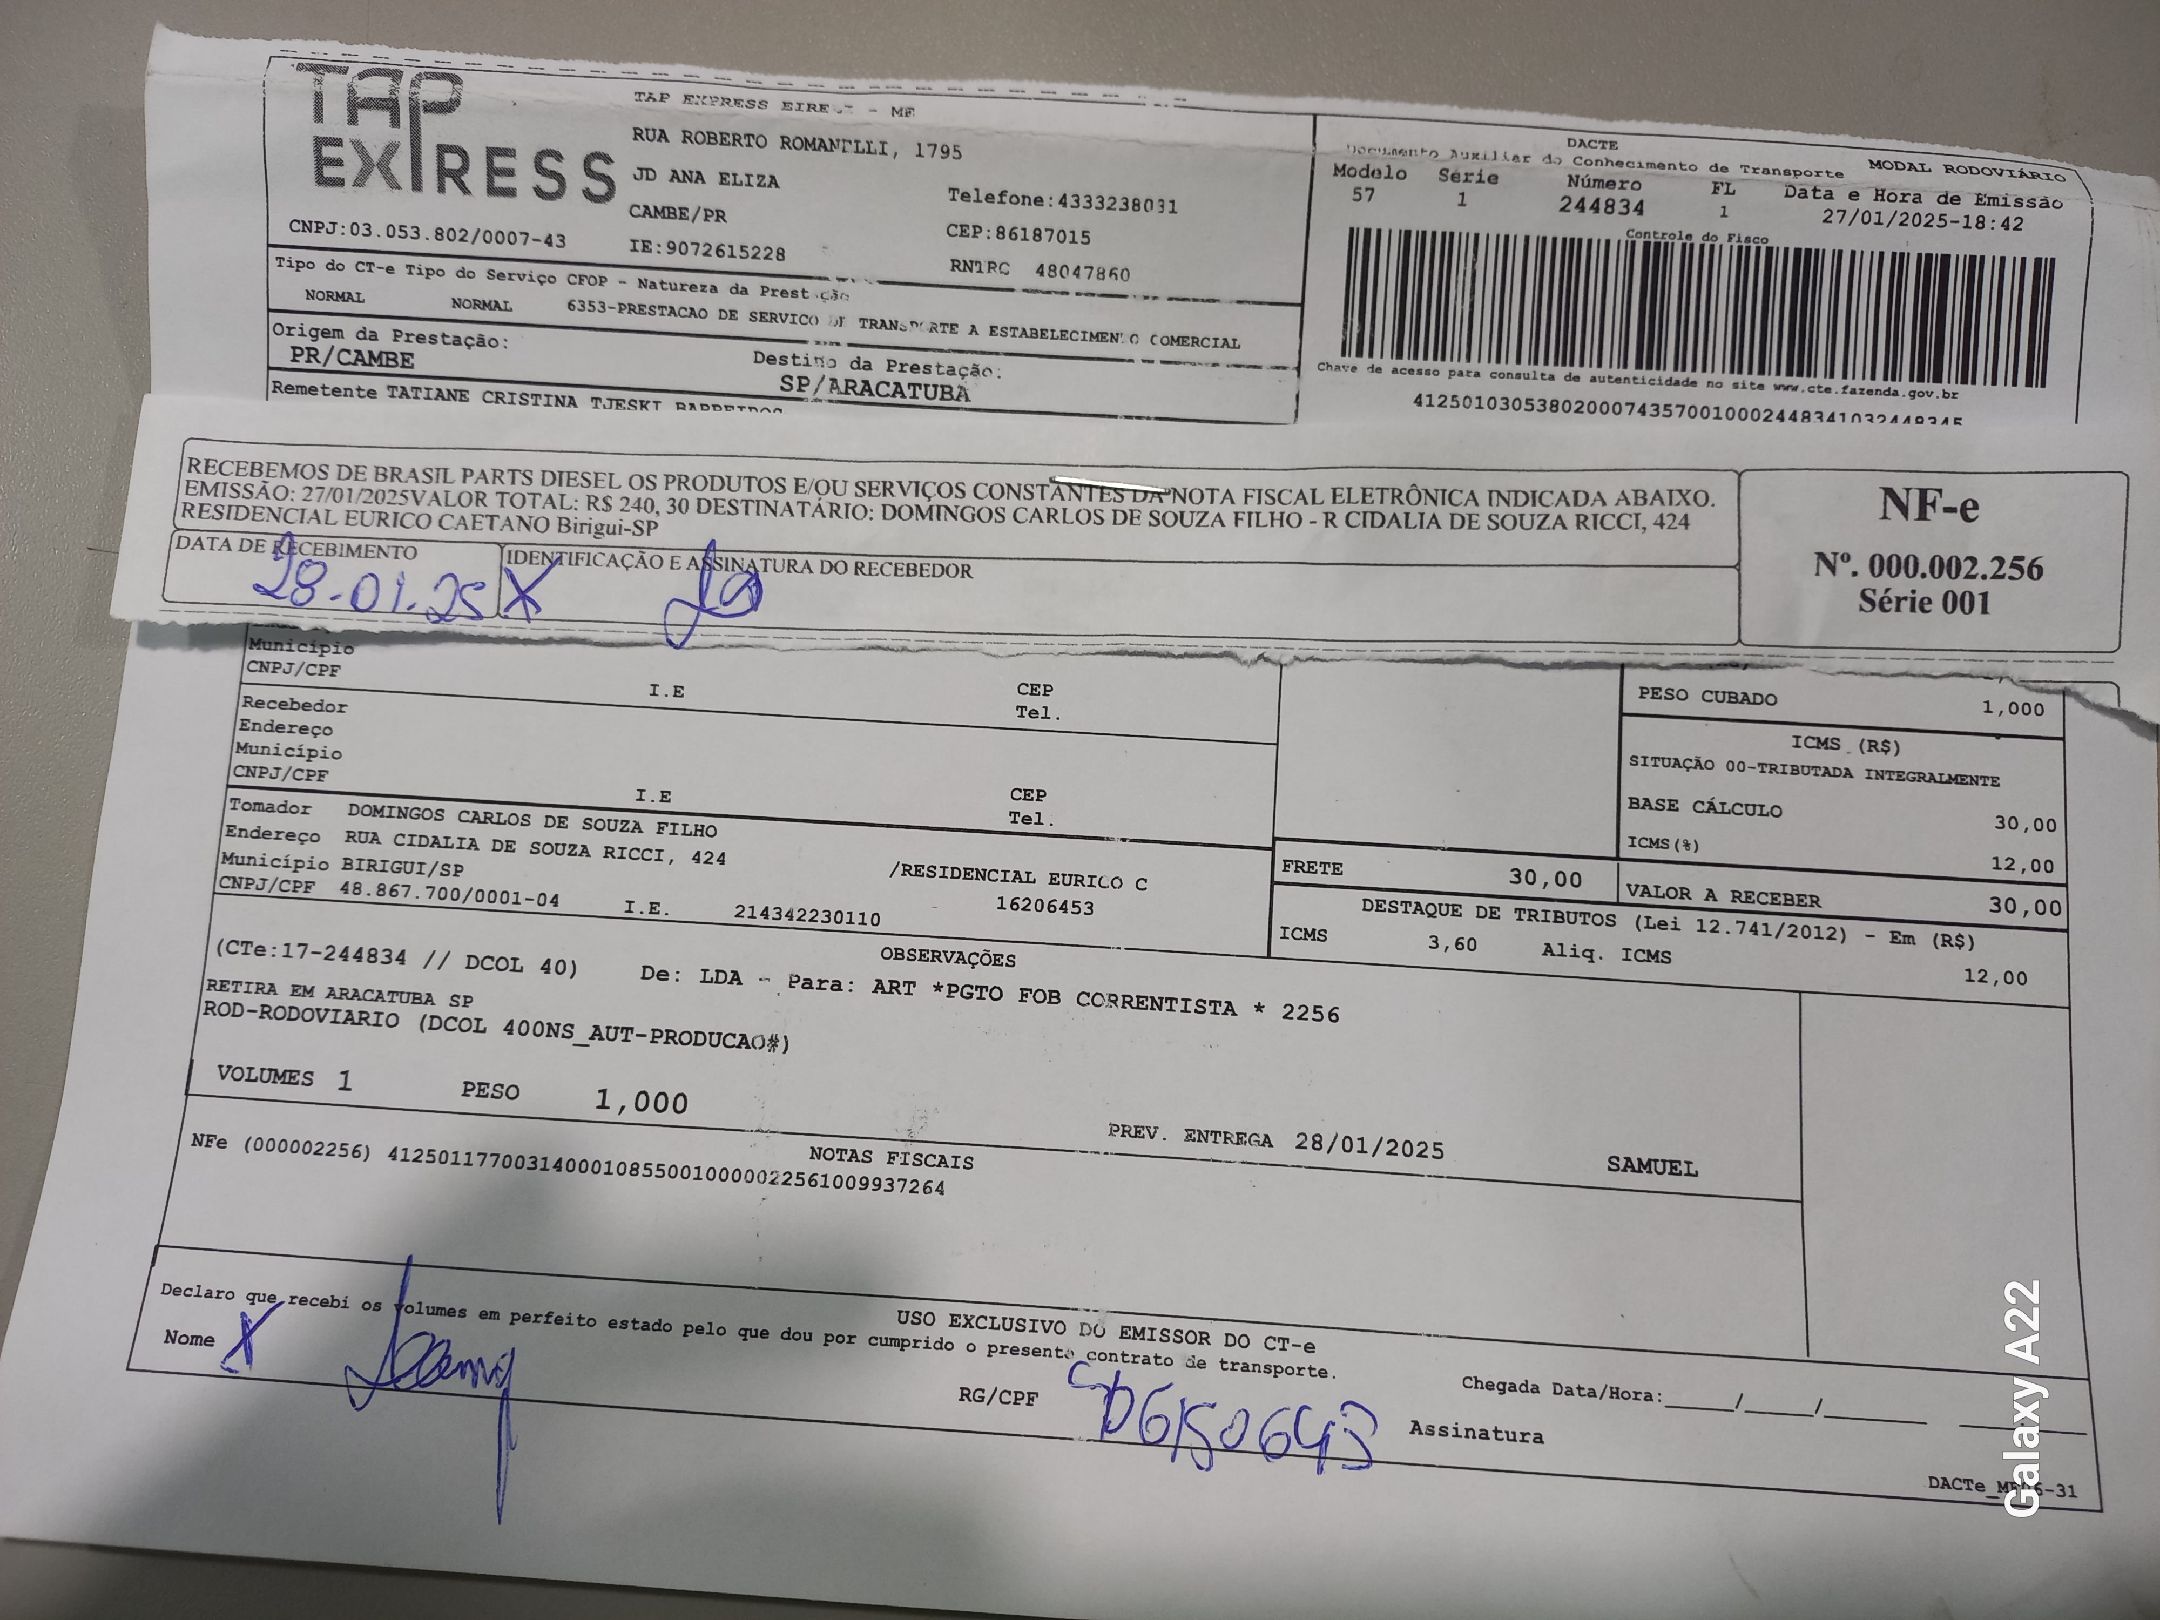 TAP EXPRESS
TAP EXPRESS - ME
RUA ROBERTO ROMANELLI, 1795
JD ANA ELIZA
Telefone:4333238031
CAMBE/PR
CEP:86187015
CNPJ:03.053.802/0007-43
IE:9072615228
RNTRC 48047860
DACTE
Documento Auxiliar do Conhecimento de Transporte
MODAL RODOVIÁRIO
Modelo Série Número FL Data e Hora de Emissão
57 1 244834 1 27/01/2025-18:42
Controle do Fisco
Chave de acesso para consulta de autenticidade no site www.cte.fazenda.gov.br
Tipo do CT-e Tipo do Serviço CFOP - Natureza da Prestação
NORMAL NORMAL 6353-PRESTACAO DE SERVICO DE TRANSPORTE A ESTABELECIMENTO COMERCIAL
Origem da Prestação:
PR/CAMBE
Destino da Prestação:
SP/ARACATUBA
Remetente TATIANE CRISTINA TJESKI
RECEBEMOS DE BRASIL PARTS DIESEL OS PRODUTOS E/OU SERVIÇOS CONSTANTES DA NOTA FISCAL ELETRÔNICA INDICADA ABAIXO.
EMISSÃO: 27/01/2025VALOR TOTAL: R$ 240, 30 DESTINATÁRIO: DOMINGOS CARLOS DE SOUZA FILHO - R CIDALIA DE SOUZA RICCI, 424
RESIDENCIAL EURICO CAETANO Birigui-SP
DATA DE RECEBIMENTO
28.01.25
IDENTIFICAÇÃO E ASSINATURA DO RECEBEDOR
X
NF-e
Nº. 000.002.256
Série 001
Município
CNPJ/CPF
I.E
CEP
Tel.
Recebedor
Endereço
Município
CNPJ/CPF
I.E
CEP
Tel.
PESO CUBADO 1,000
ICMS (R$)
SITUAÇÃO 00-TRIBUTADA INTEGRALMENTE
BASE CÁLCULO 30,00
ICMS(%) 12,00
Tomador DOMINGOS CARLOS DE SOUZA FILHO
Endereço RUA CIDALIA DE SOUZA RICCI, 424 /RESIDENCIAL EURICO C
Município BIRIGUI/SP 16206453
CNPJ/CPF 48.867.700/0001-04 I.E. 214342230110
FRETE 30,00
VALOR A RECEBER 30,00
DESTAQUE DE TRIBUTOS (Lei 12.741/2012) - Em (R$)
ICMS 3,60 Aliq. ICMS 12,00
OBSERVAÇÕES
(CTe:17-244834 // DCOL 40) De: LDA - Para: ART *PGTO FOB CORRENTISTA * 2256
RETIRA EM ARACATUBA SP
ROD-RODOVIARIO (DCOL 400NS_AUT-PRODUCAO#)
VOLUMES 1 PESO 1,000
PREV. ENTREGA 28/01/2025 SAMUEL
NOTAS FISCAIS
NFe (000002256) 41250117700314000108550010000022561009937264
USO EXCLUSIVO DO EMISSOR DO CT-e
Declaro que recebi os volumes em perfeito estado pelo que dou por cumprido o presente contrato de transporte.
Nome X
RG/CPF
Chegada Data/Hora:_____/_____/_______
Assinatura
Galaxy A22